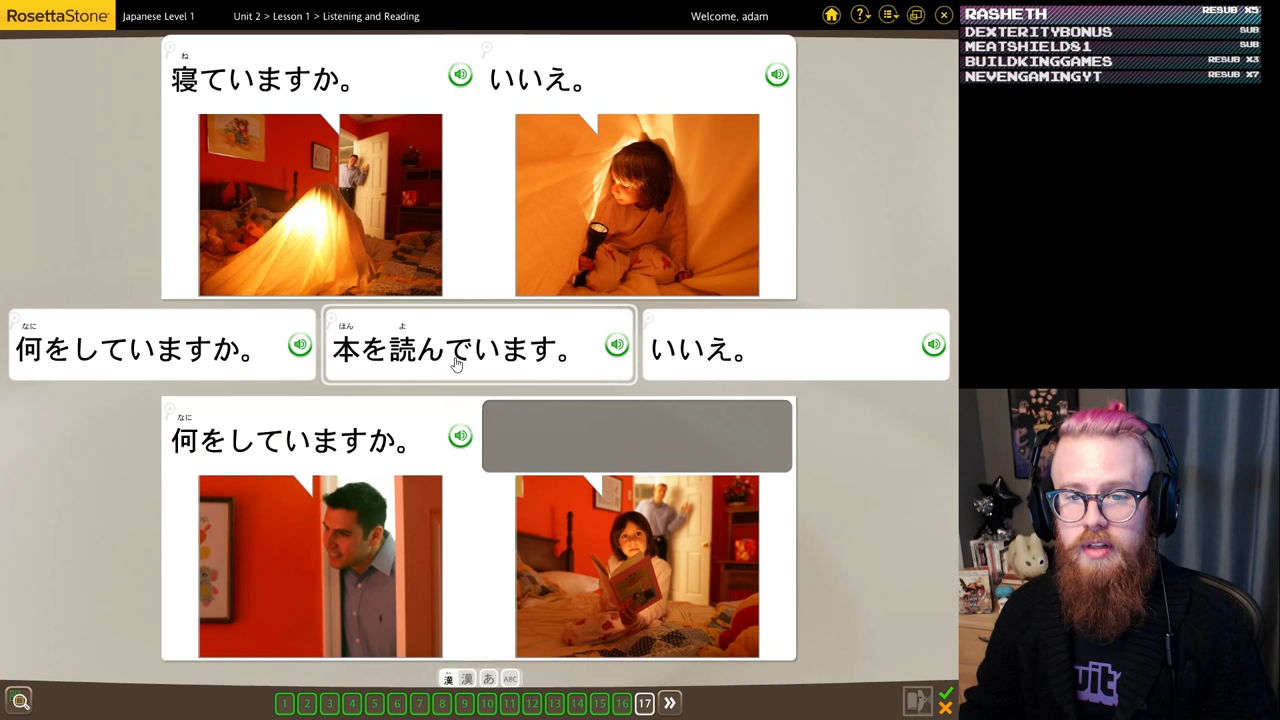 RosettaStone
Japanese Level 1
Unit 2 > Lesson 1 > Listening and Reading
Welcome, adam
ね
寝ていますか。
いいえ。
なに
何をしていますか。
ほん よ
本を読んでいます。
いいえ。
なに
何をしていますか。
漢 漢 あ ABC
1 2 3 4 5 6 7 8 9 10 11 12 13 14 15 16 17
RASHETH RESUB X5
DEXTERITYBONUS SUB
MEATSHIELD81 SUB
BUILDKINGGAMES RESUB X3
NEVENGAMINGYT RESUB X7